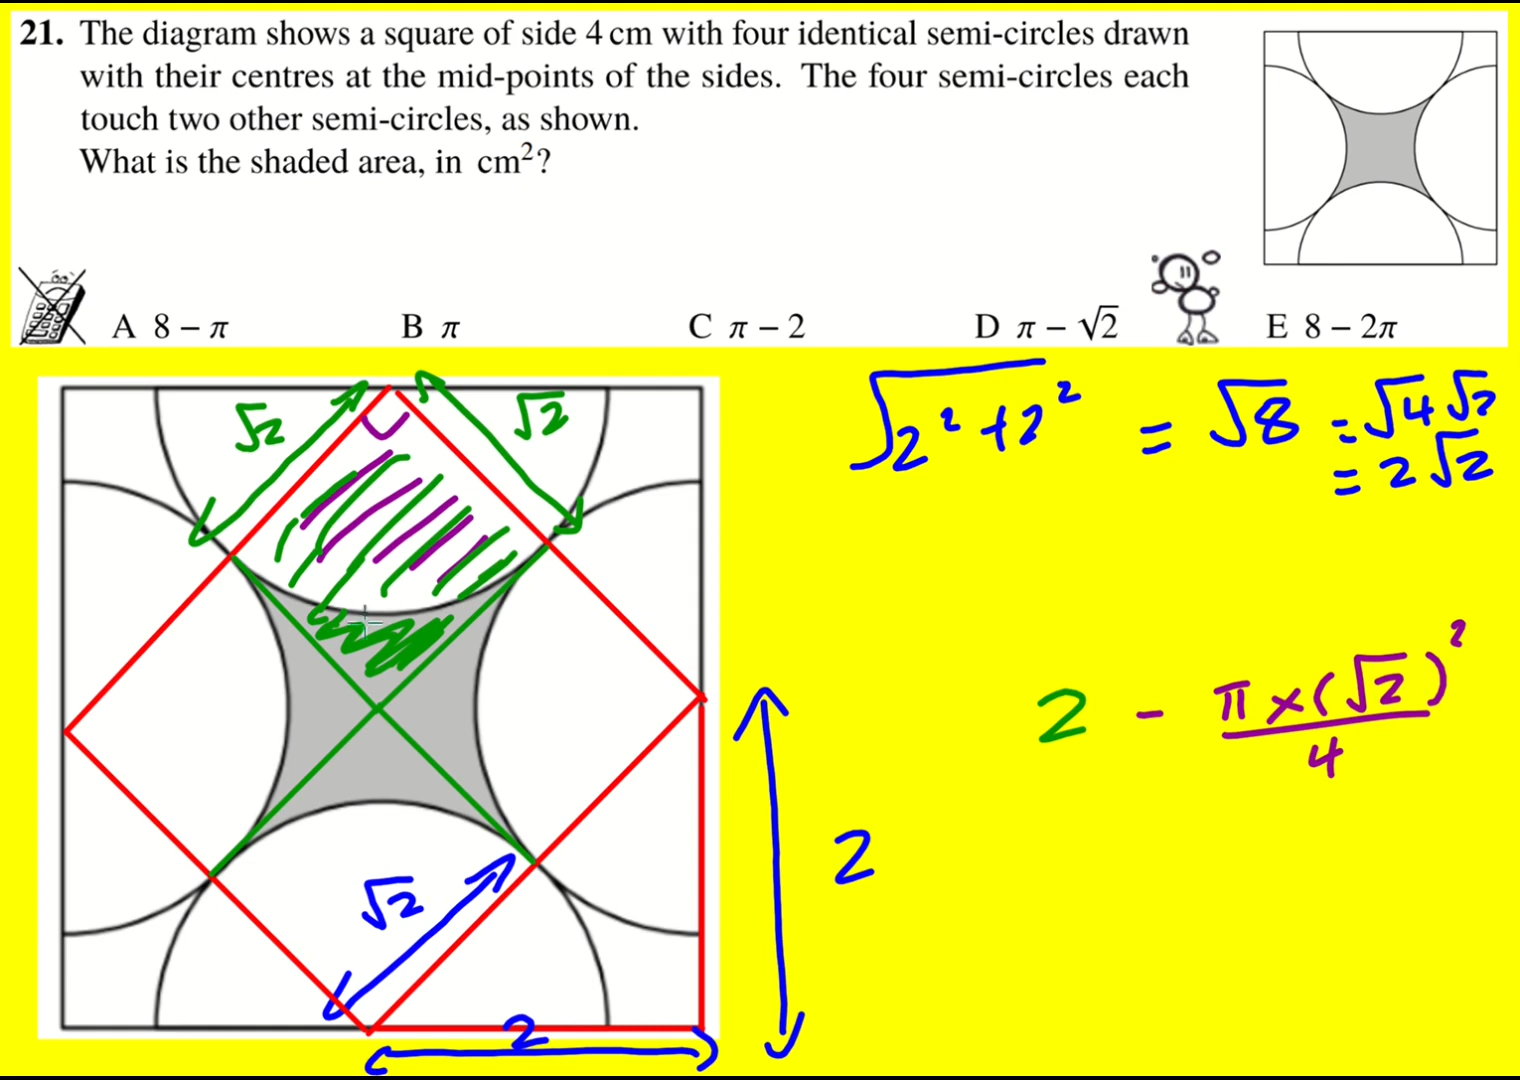 21. The diagram shows a square of side 4 cm with four identical semi-circles drawn
with their centres at the mid-points of the sides. The four semi-circles each
touch two other semi-circles, as shown.
What is the shaded area, in cm²?
A 8 − π B π C π − 2 D π − √2 E 8 − 2π
√2 √2
√(2² + 2²) = √8 = √4 √2
= 2√2
2 − π × (√2)² / 4
2
√2
2